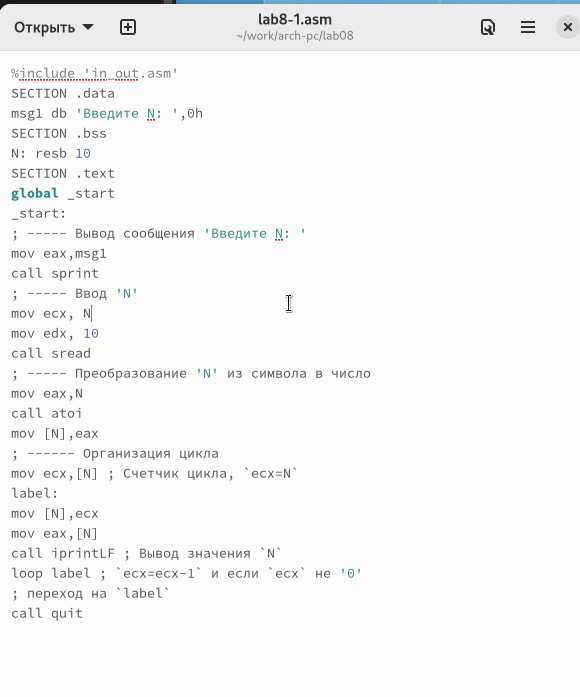 Открыть
lab8-1.asm
~/work/arch-pc/lab08
%include 'in_out.asm'
SECTION .data
msg1 db 'Введите N: ',0h
SECTION .bss
N: resb 10
SECTION .text
global _start
_start:
; ----- Вывод сообщения 'Введите N: '
mov eax,msg1
call sprint
; ----- Ввод 'N'
mov ecx, N
mov edx, 10
call sread
; ----- Преобразование 'N' из символа в число
mov eax,N
call atoi
mov [N],eax
; ------ Организация цикла
mov ecx,[N] ; Счетчик цикла, `ecx=N`
label:
mov [N],ecx
mov eax,[N]
call iprintLF ; Вывод значения `N`
loop label ; `ecx=ecx-1` и если `ecx` не '0'
; переход на `label`
call quit